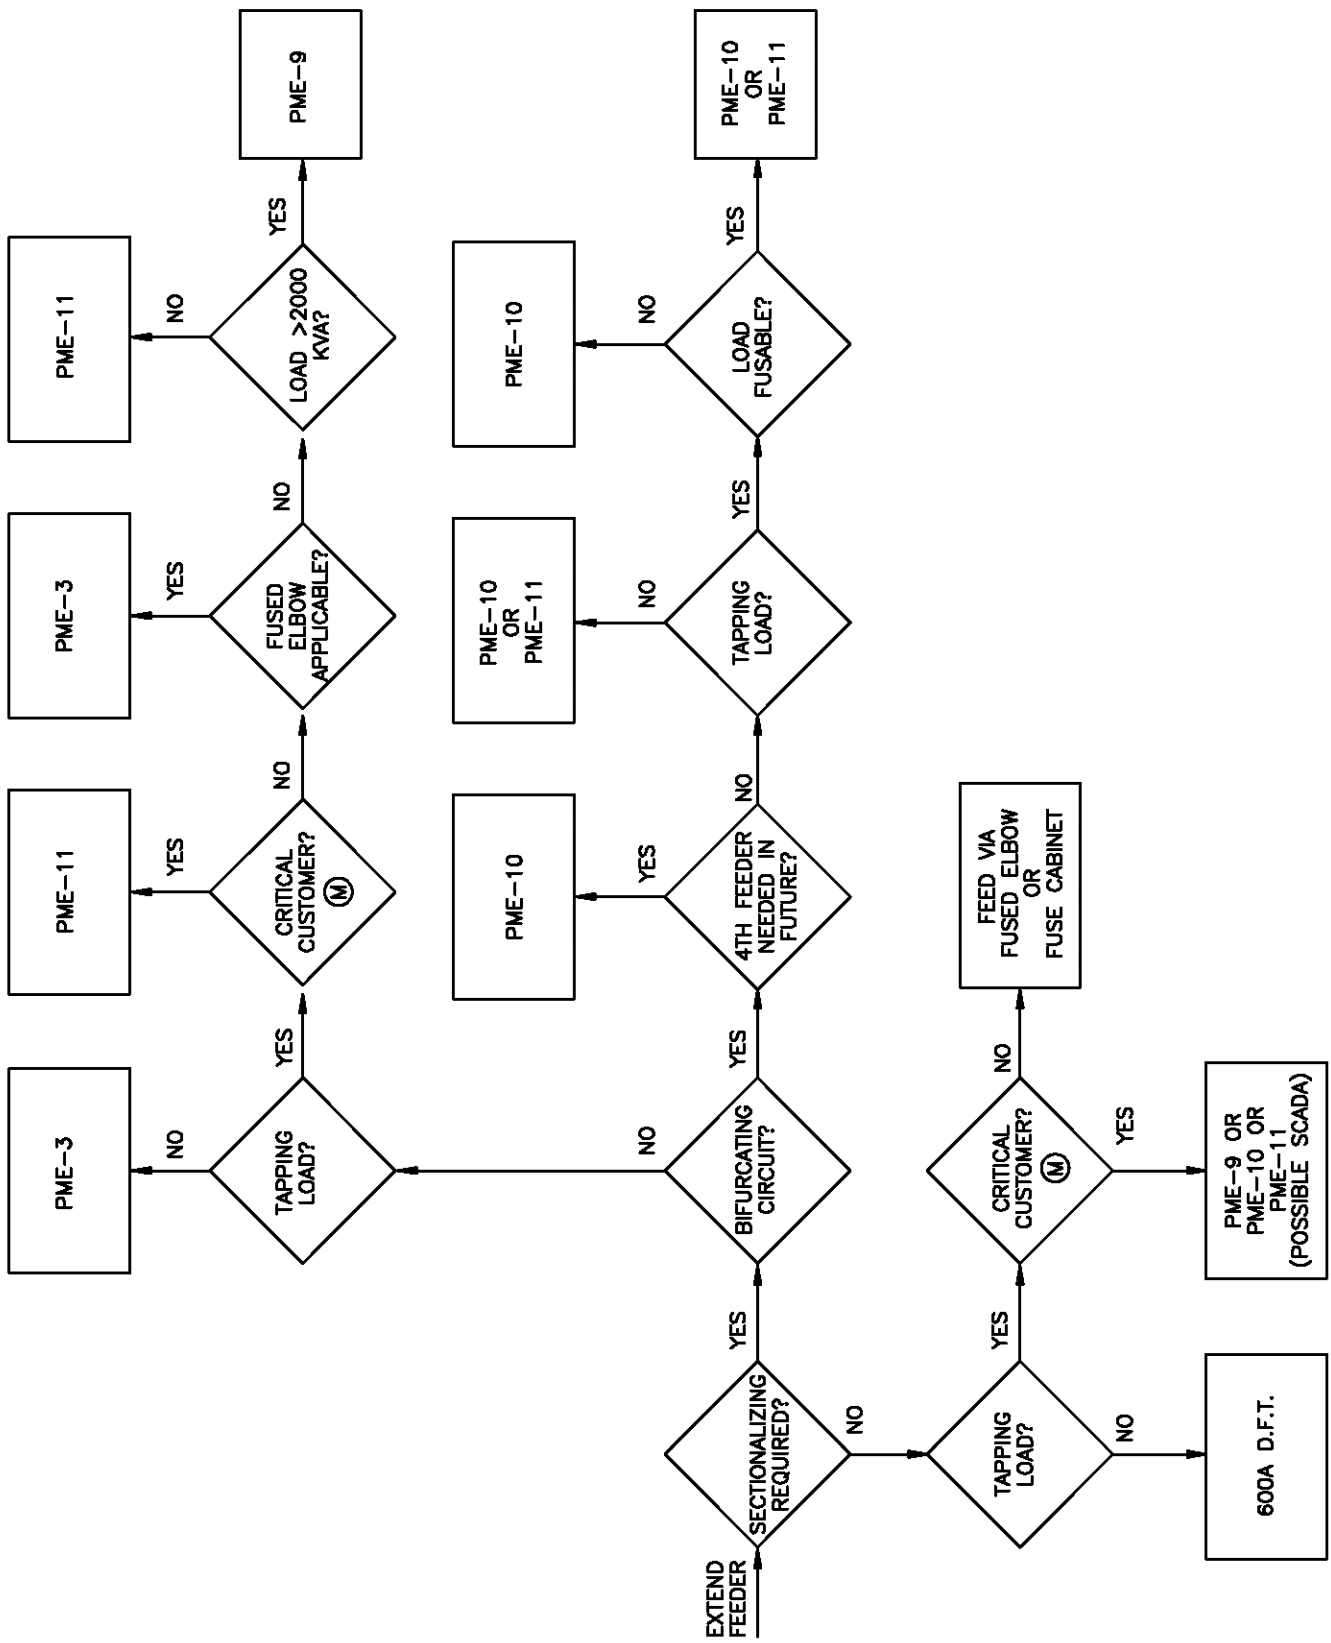 EXTEND
FEEDER
SECTIONALIZING
REQUIRED?
YES
NO
BIFURCATING
CIRCUIT?
NO
YES
TAPPING
LOAD?
NO
PME-3
YES
CRITICAL
CUSTOMER?
M
YES
PME-11
NO
FUSED
ELBOW
APPLICABLE?
YES
PME-3
NO
LOAD >2000
KVA?
NO
PME-11
YES
PME-9
4TH FEEDER
NEEDED IN
FUTURE?
YES
PME-10
NO
TAPPING
LOAD?
NO
PME-10
OR
PME-11
YES
LOAD
FUSABLE?
NO
PME-10
YES
PME-10
OR
PME-11
TAPPING
LOAD?
NO
600A D.F.T.
YES
CRITICAL
CUSTOMER?
M
NO
FEED VIA
FUSED ELBOW
OR
FUSE CABINET
YES
PME-9 OR
PME-10 OR
PME-11
(POSSIBLE SCADA)